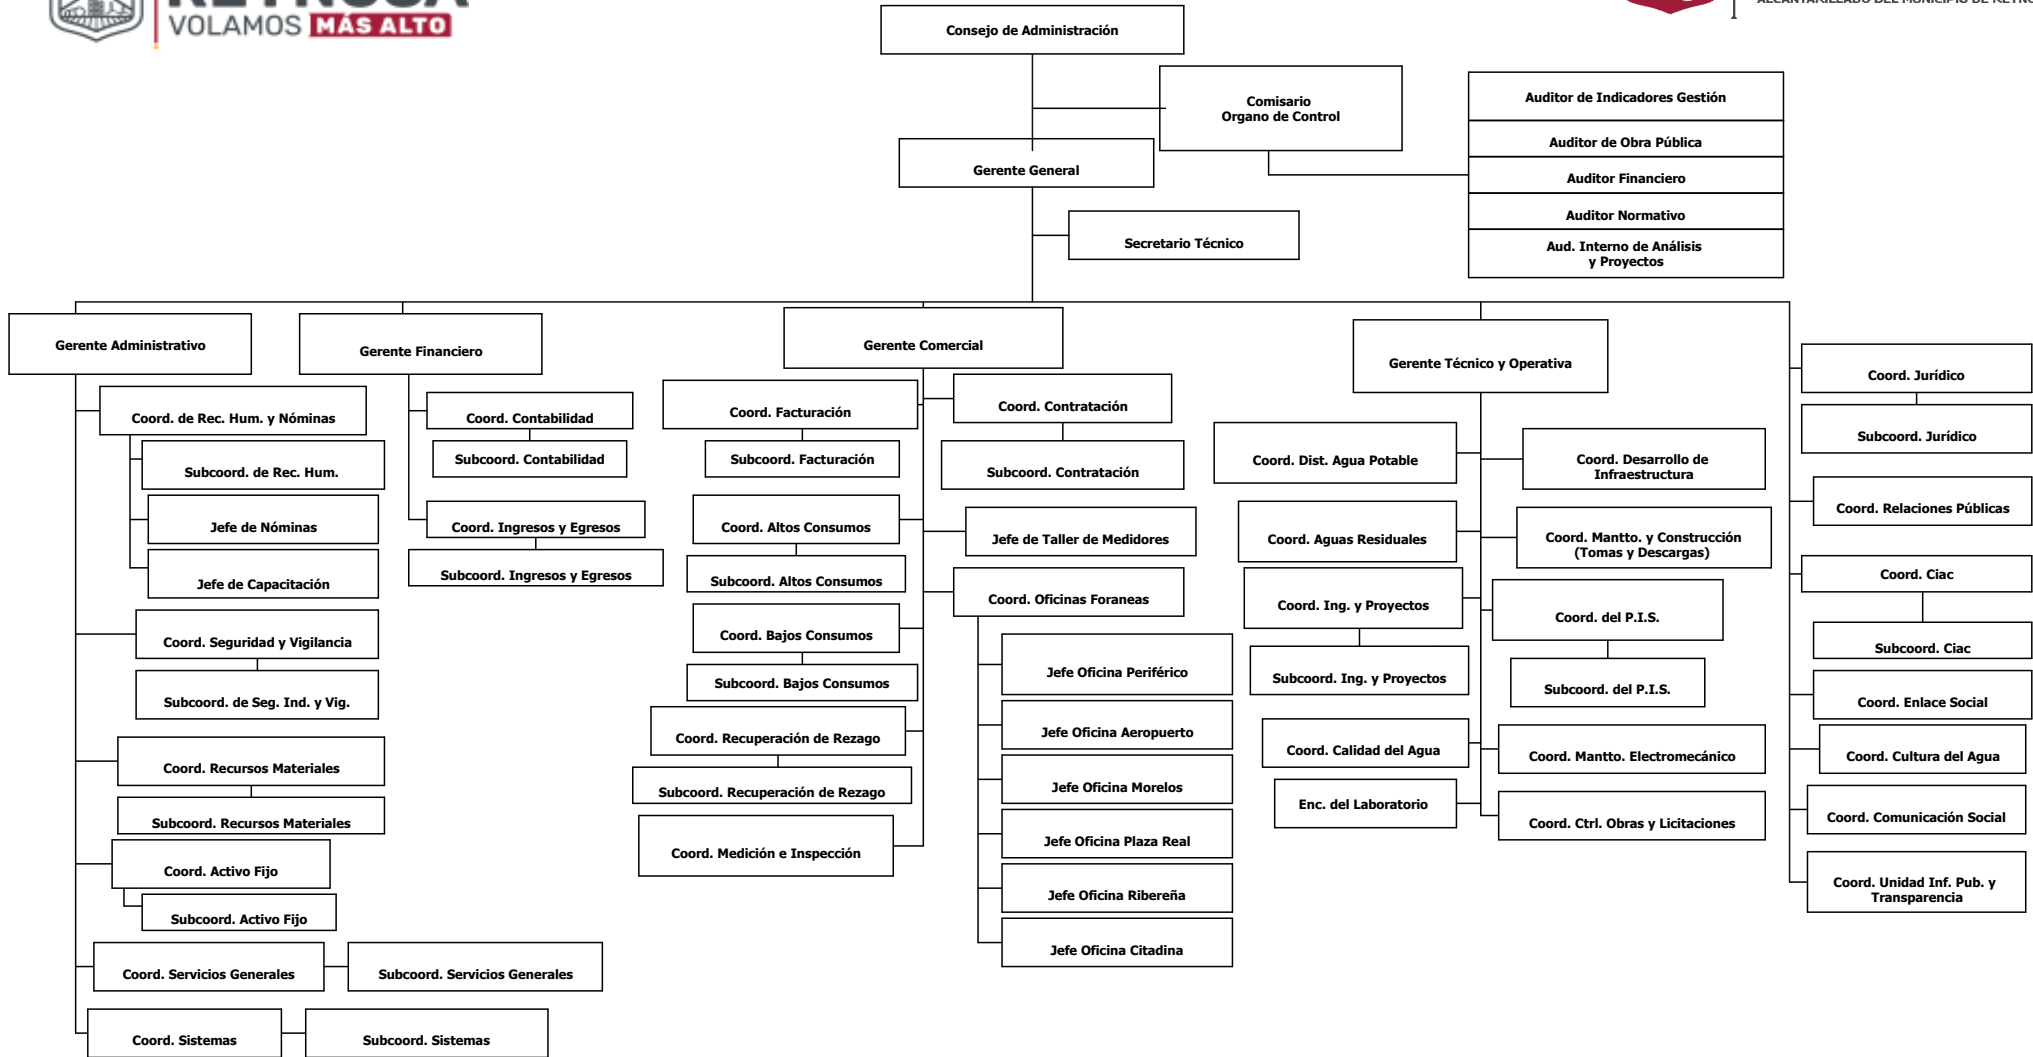 VOLAMOS MÁS ALTO
Consejo de Administración
Comisario
Organo de Control
Auditor de Indicadores Gestión
Auditor de Obra Pública
Auditor Financiero
Auditor Normativo
Aud. Interno de Análisis
y Proyectos
Gerente General
Secretario Técnico
Gerente Administrativo
Coord. de Rec. Hum. y Nóminas
Subcoord. de Rec. Hum.
Jefe de Nóminas
Jefe de Capacitación
Coord. Seguridad y Vigilancia
Subcoord. de Seg. Ind. y Vig.
Coord. Recursos Materiales
Subcoord. Recursos Materiales
Coord. Activo Fijo
Subcoord. Activo Fijo
Coord. Servicios Generales
Subcoord. Servicios Generales
Coord. Sistemas
Subcoord. Sistemas
Gerente Financiero
Coord. Contabilidad
Subcoord. Contabilidad
Coord. Ingresos y Egresos
Subcoord. Ingresos y Egresos
Gerente Comercial
Coord. Facturación
Subcoord. Facturación
Coord. Altos Consumos
Subcoord. Altos Consumos
Coord. Bajos Consumos
Subcoord. Bajos Consumos
Coord. Recuperación de Rezago
Subcoord. Recuperación de Rezago
Coord. Medición e Inspección
Coord. Contratación
Subcoord. Contratación
Jefe de Taller de Medidores
Coord. Oficinas Foraneas
Jefe Oficina Periférico
Jefe Oficina Aeropuerto
Jefe Oficina Morelos
Jefe Oficina Plaza Real
Jefe Oficina Ribereña
Jefe Oficina Citadina
Gerente Técnico y Operativa
Coord. Dist. Agua Potable
Coord. Aguas Residuales
Coord. Ing. y Proyectos
Subcoord. Ing. y Proyectos
Coord. Calidad del Agua
Enc. del Laboratorio
Coord. Desarrollo de
Infraestructura
Coord. Mantto. y Construcción
(Tomas y Descargas)
Coord. del P.I.S.
Subcoord. del P.I.S.
Coord. Mantto. Electromecánico
Coord. Ctrl. Obras y Licitaciones
Coord. Jurídico
Subcoord. Jurídico
Coord. Relaciones Públicas
Coord. Ciac
Subcoord. Ciac
Coord. Enlace Social
Coord. Cultura del Agua
Coord. Comunicación Social
Coord. Unidad Inf. Pub. y
Transparencia